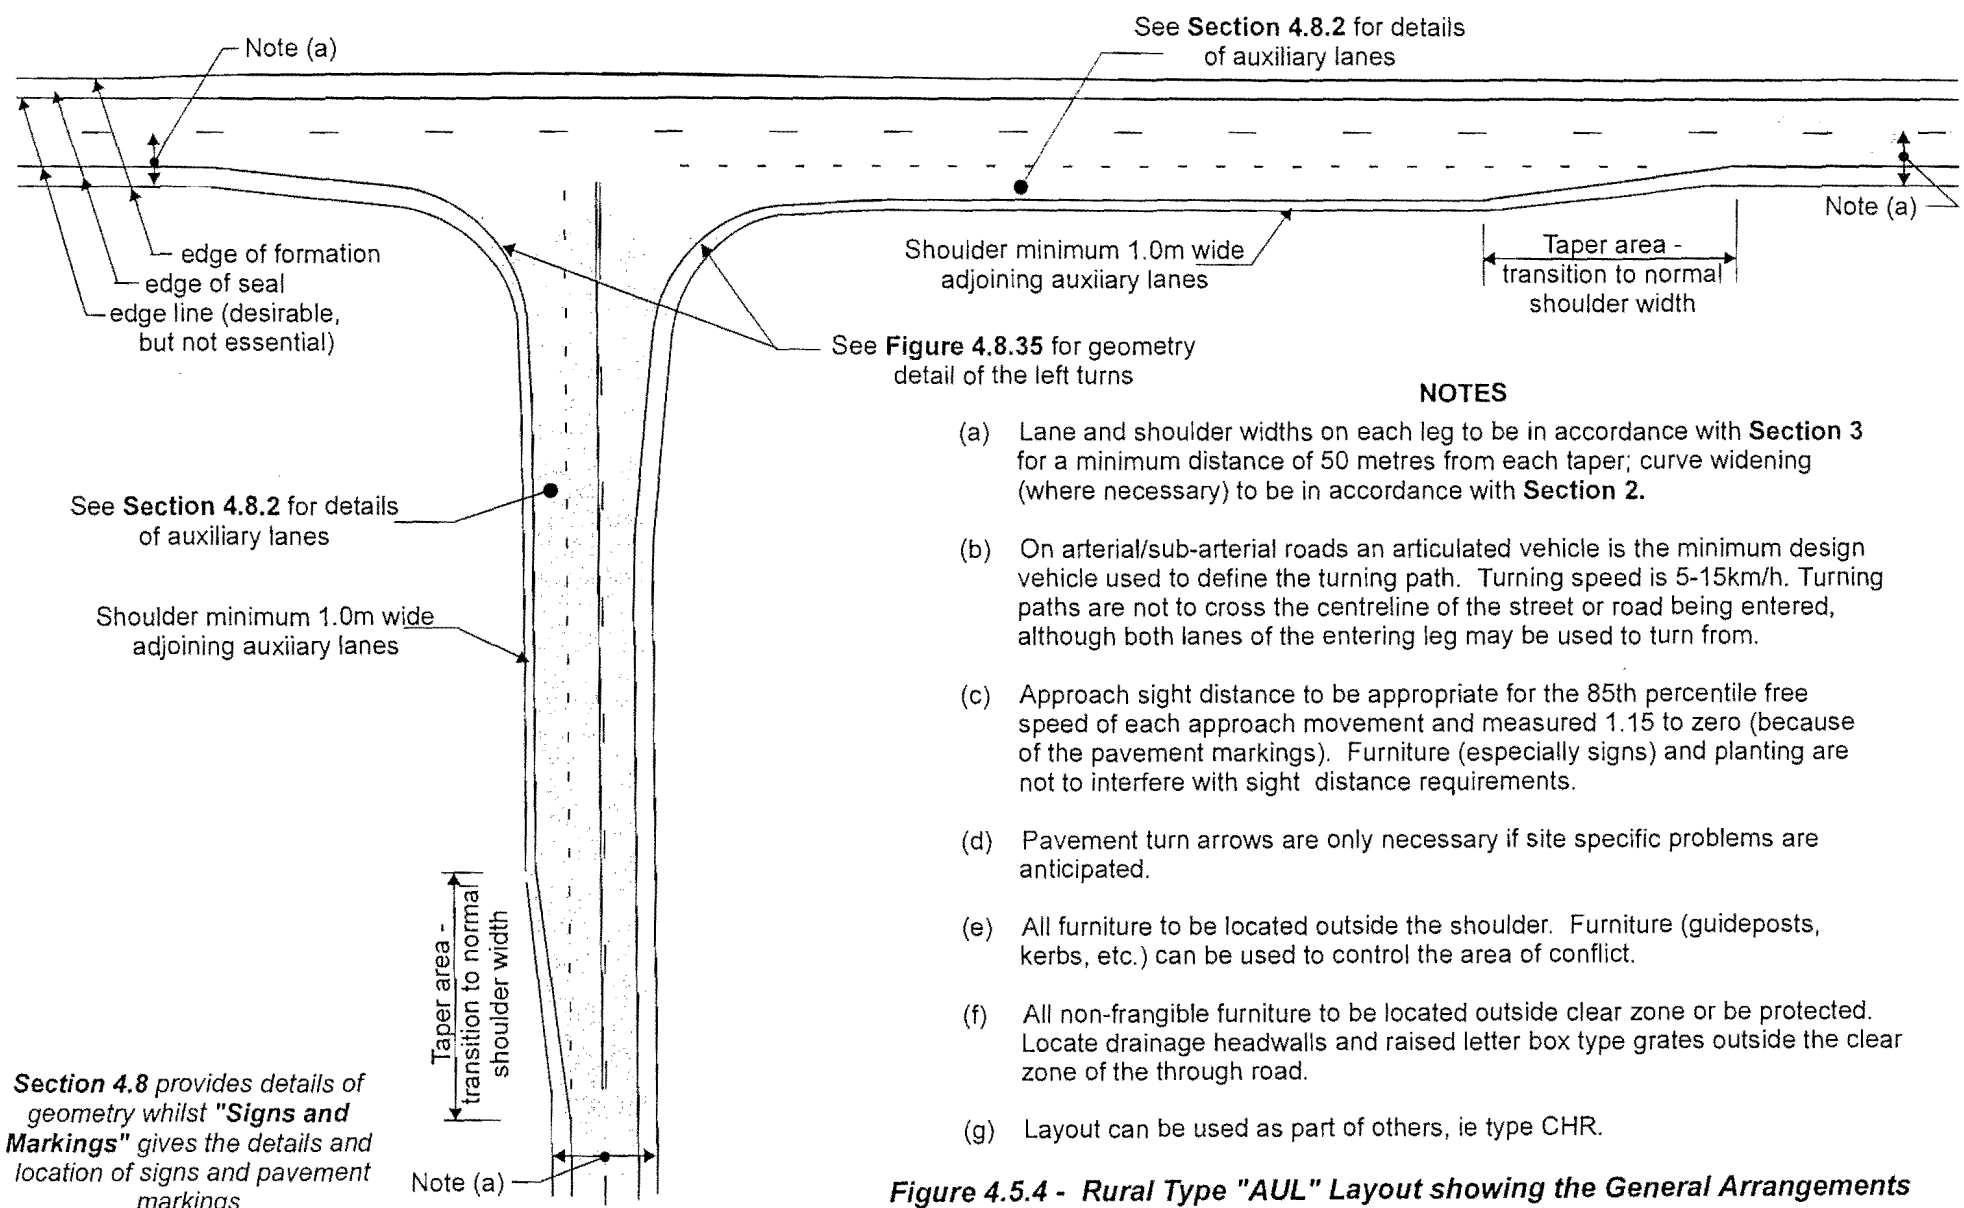 See Section 4.8.2 for details
of auxiliary lanes
Note (a)
Note (a)
edge of formation
edge of seal
edge line (desirable,
but not essential)
Shoulder minimum 1.0m wide
adjoining auxiiary lanes
Taper area -
transition to normal
shoulder width
See Figure 4.8.35 for geometry
detail of the left turns
See Section 4.8.2 for details
of auxiliary lanes
Shoulder minimum 1.0m wide
adjoining auxiiary lanes
Taper area -
transition to normal
shoulder width
Note (a)
Section 4.8 provides details of
geometry whilst "Signs and
Markings" gives the details and
location of signs and pavement
markings
NOTES
(a) Lane and shoulder widths on each leg to be in accordance with Section 3
for a minimum distance of 50 metres from each taper; curve widening
(where necessary) to be in accordance with Section 2.
(b) On arterial/sub-arterial roads an articulated vehicle is the minimum design
vehicle used to define the turning path. Turning speed is 5-15km/h. Turning
paths are not to cross the centreline of the street or road being entered,
although both lanes of the entering leg may be used to turn from.
(c) Approach sight distance to be appropriate for the 85th percentile free
speed of each approach movement and measured 1.15 to zero (because
of the pavement markings). Furniture (especially signs) and planting are
not to interfere with sight distance requirements.
(d) Pavement turn arrows are only necessary if site specific problems are
anticipated.
(e) All furniture to be located outside the shoulder. Furniture (guideposts,
kerbs, etc.) can be used to control the area of conflict.
(f) All non-frangible furniture to be located outside clear zone or be protected.
Locate drainage headwalls and raised letter box type grates outside the clear
zone of the through road.
(g) Layout can be used as part of others, ie type CHR.
Figure 4.5.4 - Rural Type "AUL" Layout showing the General Arrangements